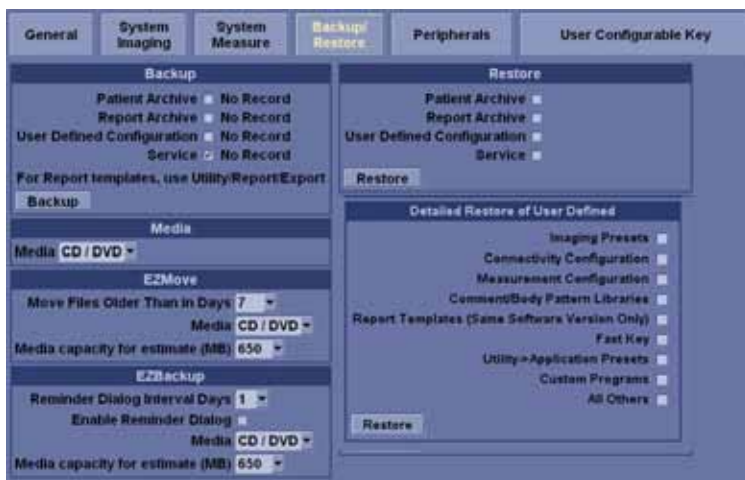 General
System Imaging
System Measure
Backup/ Restore
Peripherals
User Configurable Key
Backup
Patient Archive No Record
Report Archive No Record
User Defined Configuration No Record
Service No Record
For Report templates, use Utility/Report/Export
Backup
Media
Media CD / DVD
EZMove
Move Files Older Than in Days 7
Media CD / DVD
Media capacity for estimate (MB) 650
EZBackup
Reminder Dialog Interval Days 1
Enable Reminder Dialog
Media CD / DVD
Media capacity for estimate (MB) 650
Restore
Patient Archive
Report Archive
User Defined Configuration
Service
Restore
Detailed Restore of User Defined
Imaging Presets
Connectivity Configuration
Measurement Configuration
Comment/Body Pattern Libraries
Report Templates (Same Software Version Only)
Fast Key
Utility->Application Presets
Custom Programs
All Others
Restore